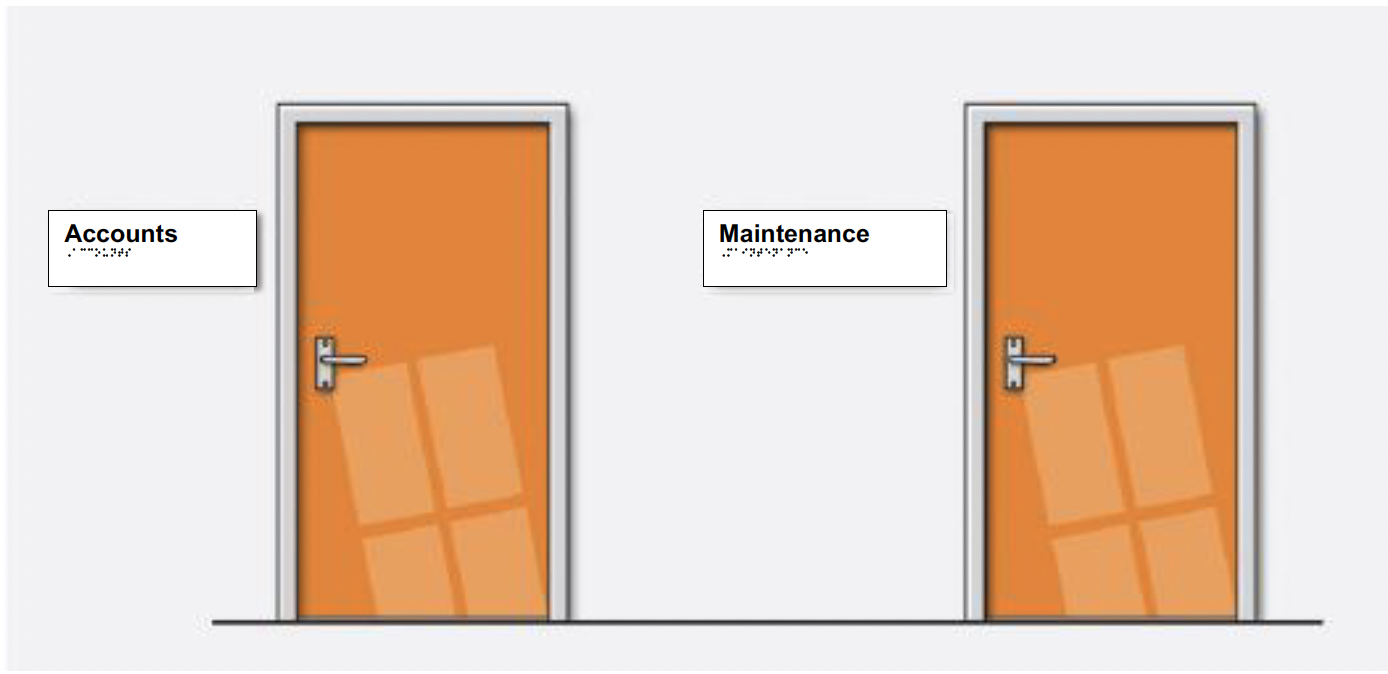 Accounts
⠠⠁⠉⠉⠕⠥⠝⠞⠎
Maintenance
⠠⠍⠁⠊⠝⠞⠑⠝⠁⠝⠉⠑